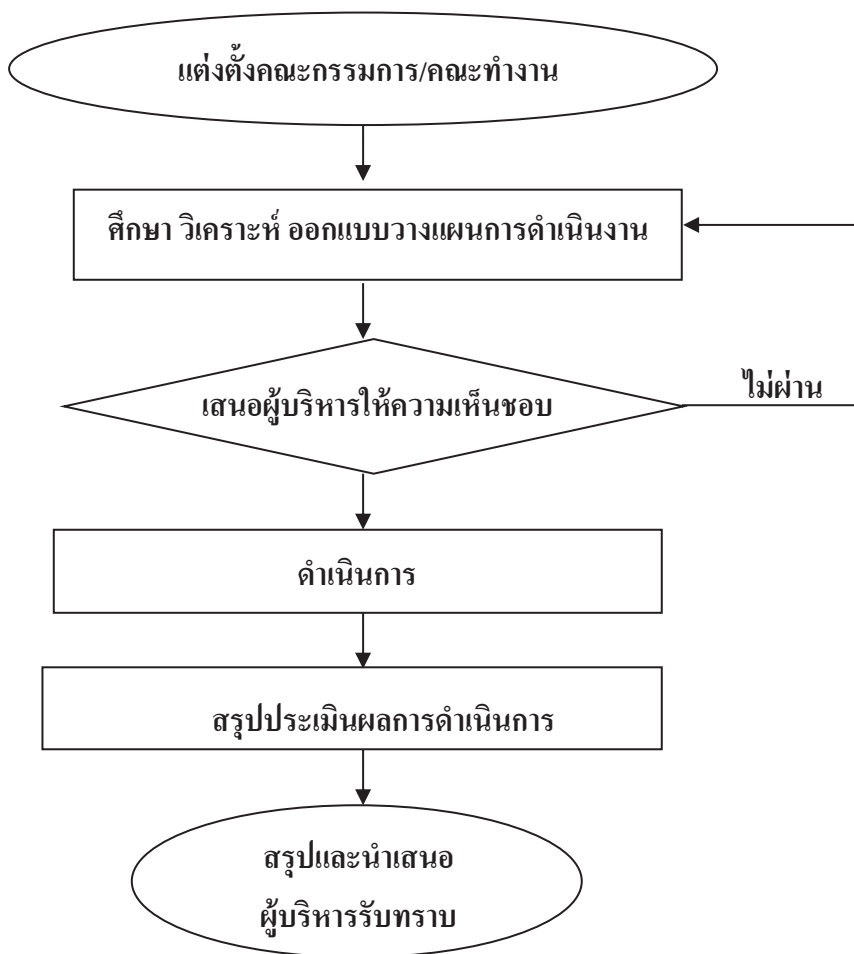 แต่งตั้งคณะกรรมการ/คณะทำงาน
ศึกษา วิเคราะห์ ออกแบบวางแผนการดำเนินงาน
เสนอผู้บริหารให้ความเห็นชอบ
ไม่ผ่าน
ดำเนินการ
สรุปประเมินผลการดำเนินการ
สรุปและนำเสนอ
ผู้บริหารรับทราบ